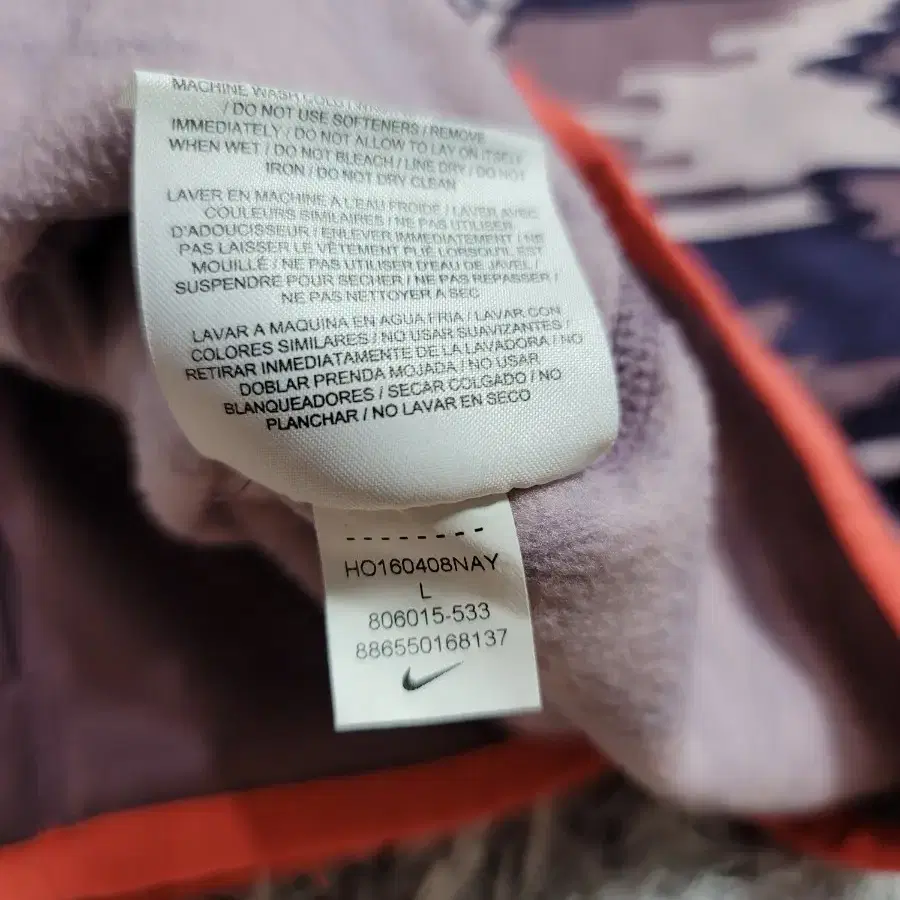 MACHINE WASH COLD
/ DO NOT USE SOFTENERS / REMOVE
IMMEDIATELY / DO NOT ALLOW TO LAY ON ITSELF
WHEN WET / DO NOT BLEACH / LINE DRY / DO NOT
IRON / DO NOT DRY CLEAN
LAVER EN MACHINE A L'EAU FROIDE / LAVER AVEC
COULEURS SIMILAIRES / NE PAS UTILISER
D'ADOUCISSEUR / ENLEVER IMMEDIATEMENT / NE
PAS LAISSER LE VÊTEMENT PLIÉ LORSQU'IL EST
MOUILLÉ / NE PAS UTILISER D'EAU DE JAVEL /
SUSPENDRE POUR SECHER / NE PAS REPASSER /
NE PAS NETTOYER A SEC
LAVAR A MAQUINA EN AGUA FRIA / LAVAR CON
COLORES SIMILARES / NO USAR SUAVIZANTES /
RETIRAR INMEDIATAMENTE DE LA LAVADORA / NO
DOBLAR PRENDA MOJADA / NO USAR
BLANQUEADORES / SECAR COLGADO / NO
PLANCHAR / NO LAVAR EN SECO
HO160408NAY
L
806015-533
886550168137